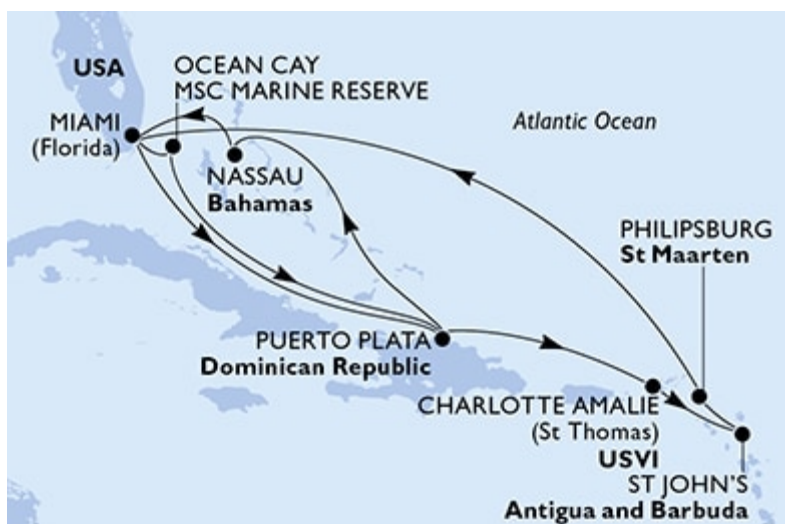 USA
OCEAN CAY
MSC MARINE RESERVE
MIAMI
(Florida)
Atlantic Ocean
NASSAU
Bahamas
PHILIPSBURG
St Maarten
PUERTO PLATA
Dominican Republic
CHARLOTTE AMALIE
(St Thomas)
USVI
ST JOHN'S
Antigua and Barbuda